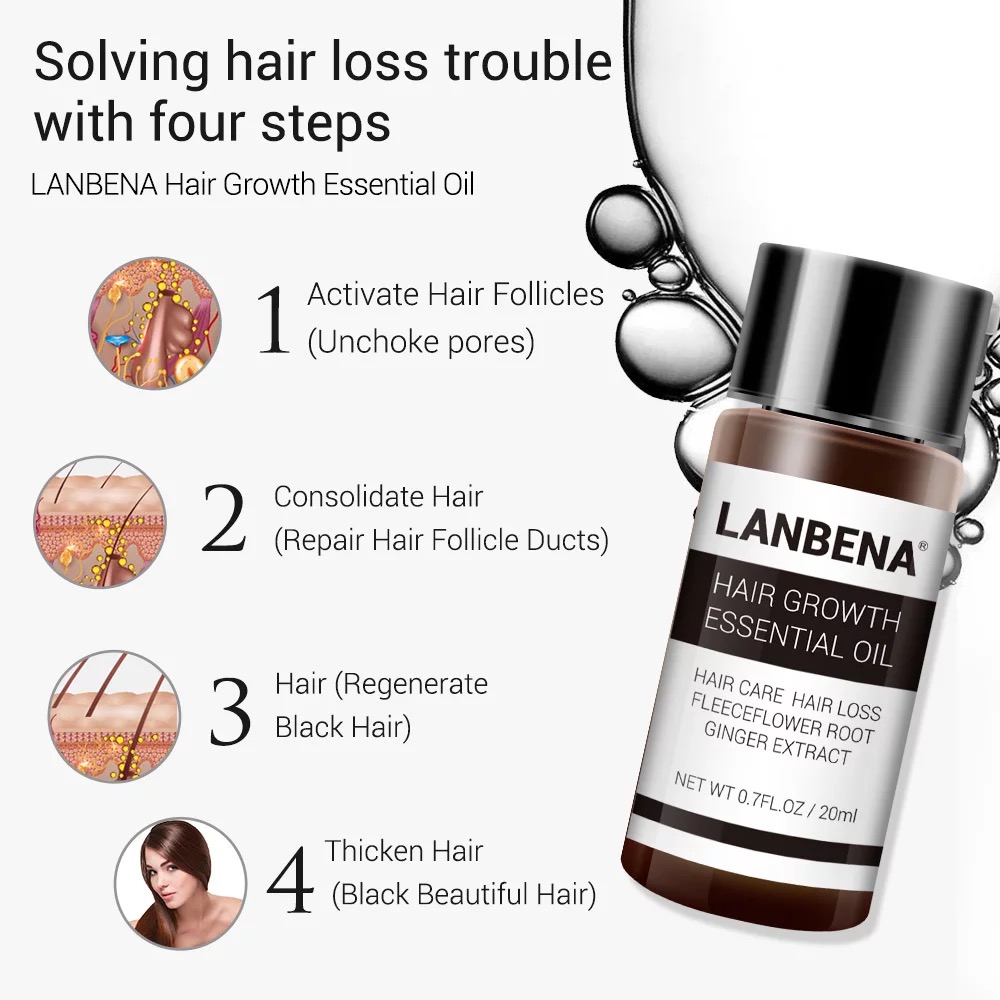 Solving hair loss trouble
with four steps
LANBENA Hair Growth Essential Oil
1
Activate Hair Follicles
(Unchoke pores)
2
Consolidate Hair
(Repair Hair Follicle Ducts)
3
Hair (Regenerate
Black Hair)
4
Thicken Hair
(Black Beautiful Hair)
LANBENA®
HAIR GROWTH
ESSENTIAL OIL
HAIR CARE HAIR LOSS
FLEECEFLOWER ROOT
GINGER EXTRACT
NET WT 0.7FL.OZ / 20ml